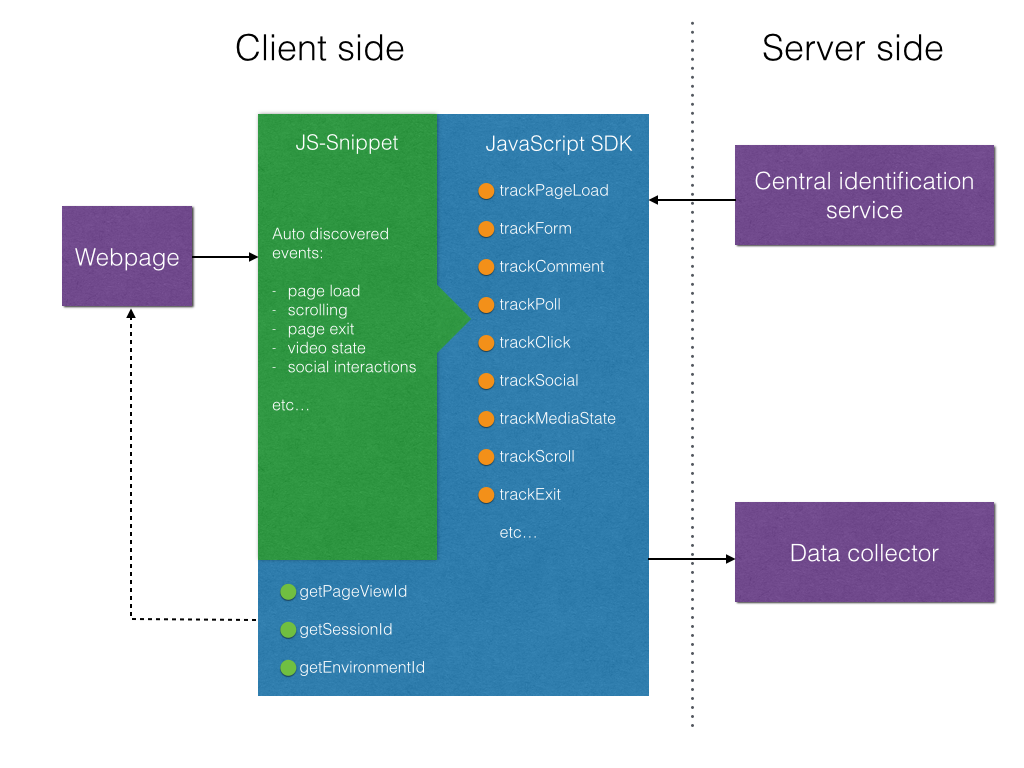 Client side
Server side
JS-Snippet
JavaScript SDK
Webpage
Auto discovered
events:
- page load
- scrolling
- page exit
- video state
- social interactions
etc...
trackPageLoad
trackForm
trackComment
trackPoll
trackClick
trackSocial
trackMediaState
trackScroll
trackExit
etc...
getPageViewId
getSessionId
getEnvironmentId
Central identification
service
Data collector